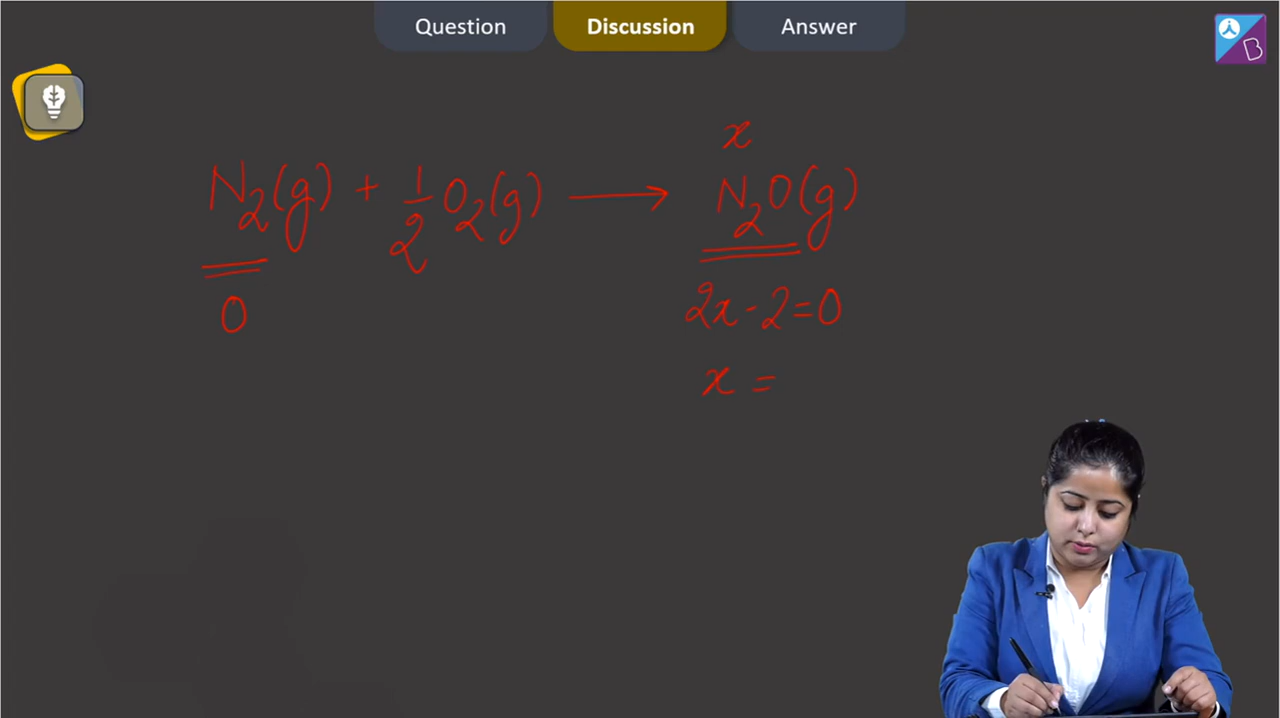 Question Discussion Answer
x
N₂(g) + 1/2 O₂(g) ⟶ N₂O(g)
0 2x-2=0
x =
B